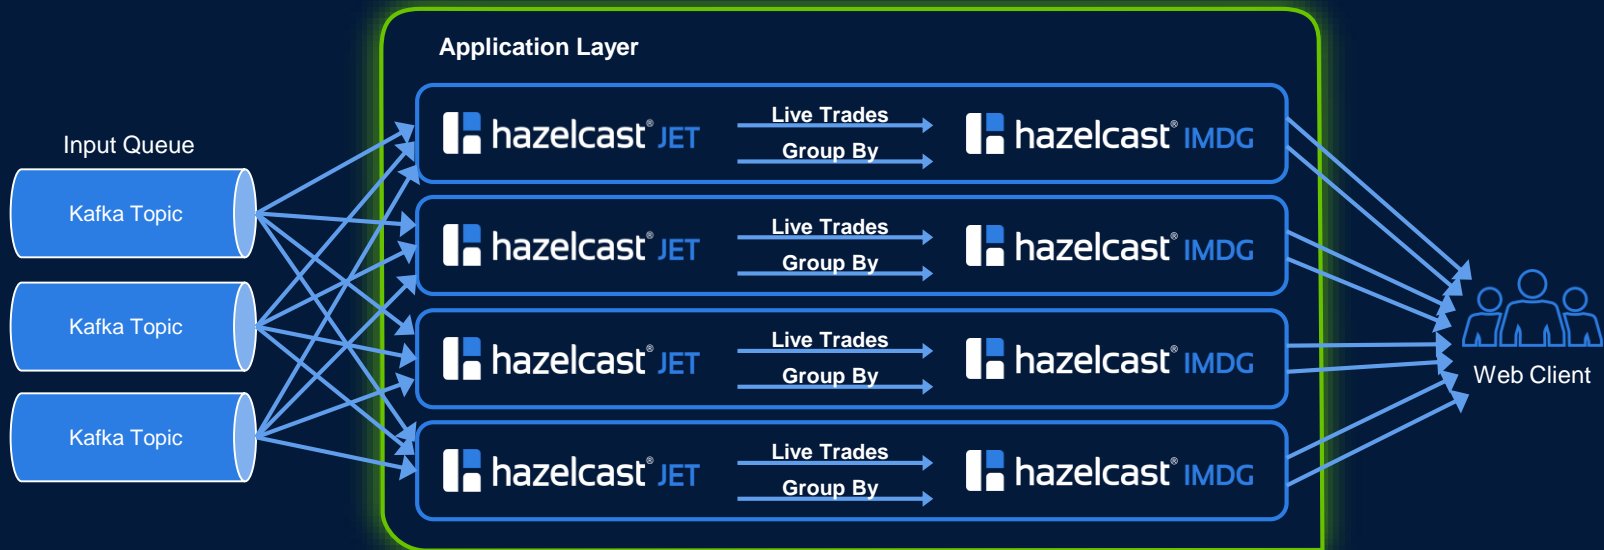 Application Layer
Input Queue
Kafka Topic
Kafka Topic
Kafka Topic
hazelcast® JET
Live Trades
Group By
hazelcast® IMDG
hazelcast® JET
Live Trades
Group By
hazelcast® IMDG
hazelcast® JET
Live Trades
Group By
hazelcast® IMDG
hazelcast® JET
Live Trades
Group By
hazelcast® IMDG
Web Client